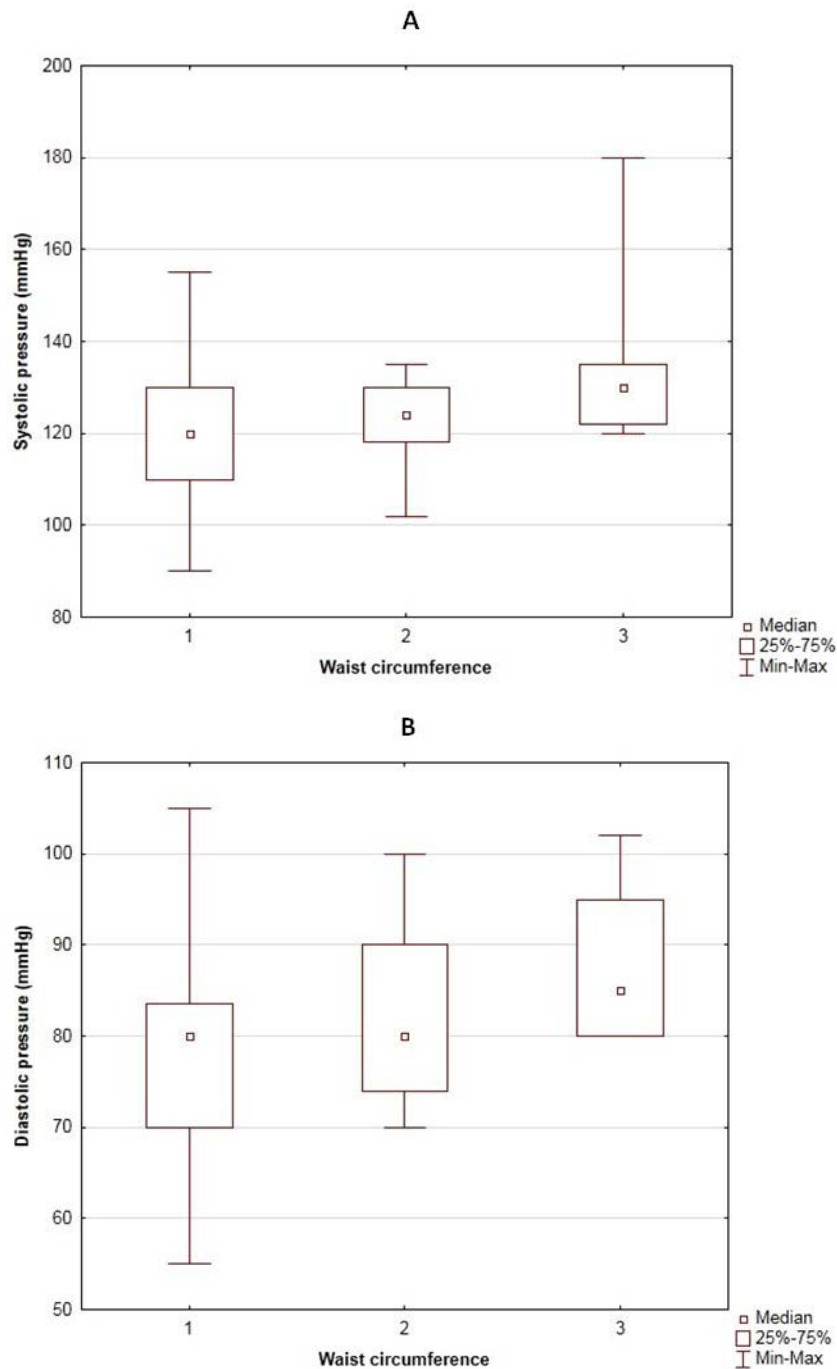 A
200
180
160
140
120
100
80
Systolic pressure (mmHg)
1 2 3
Waist circumference
Median
25%-75%
Min-Max
B
110
100
90
80
70
60
50
Diastolic pressure (mmHg)
1 2 3
Waist circumference
Median
25%-75%
Min-Max